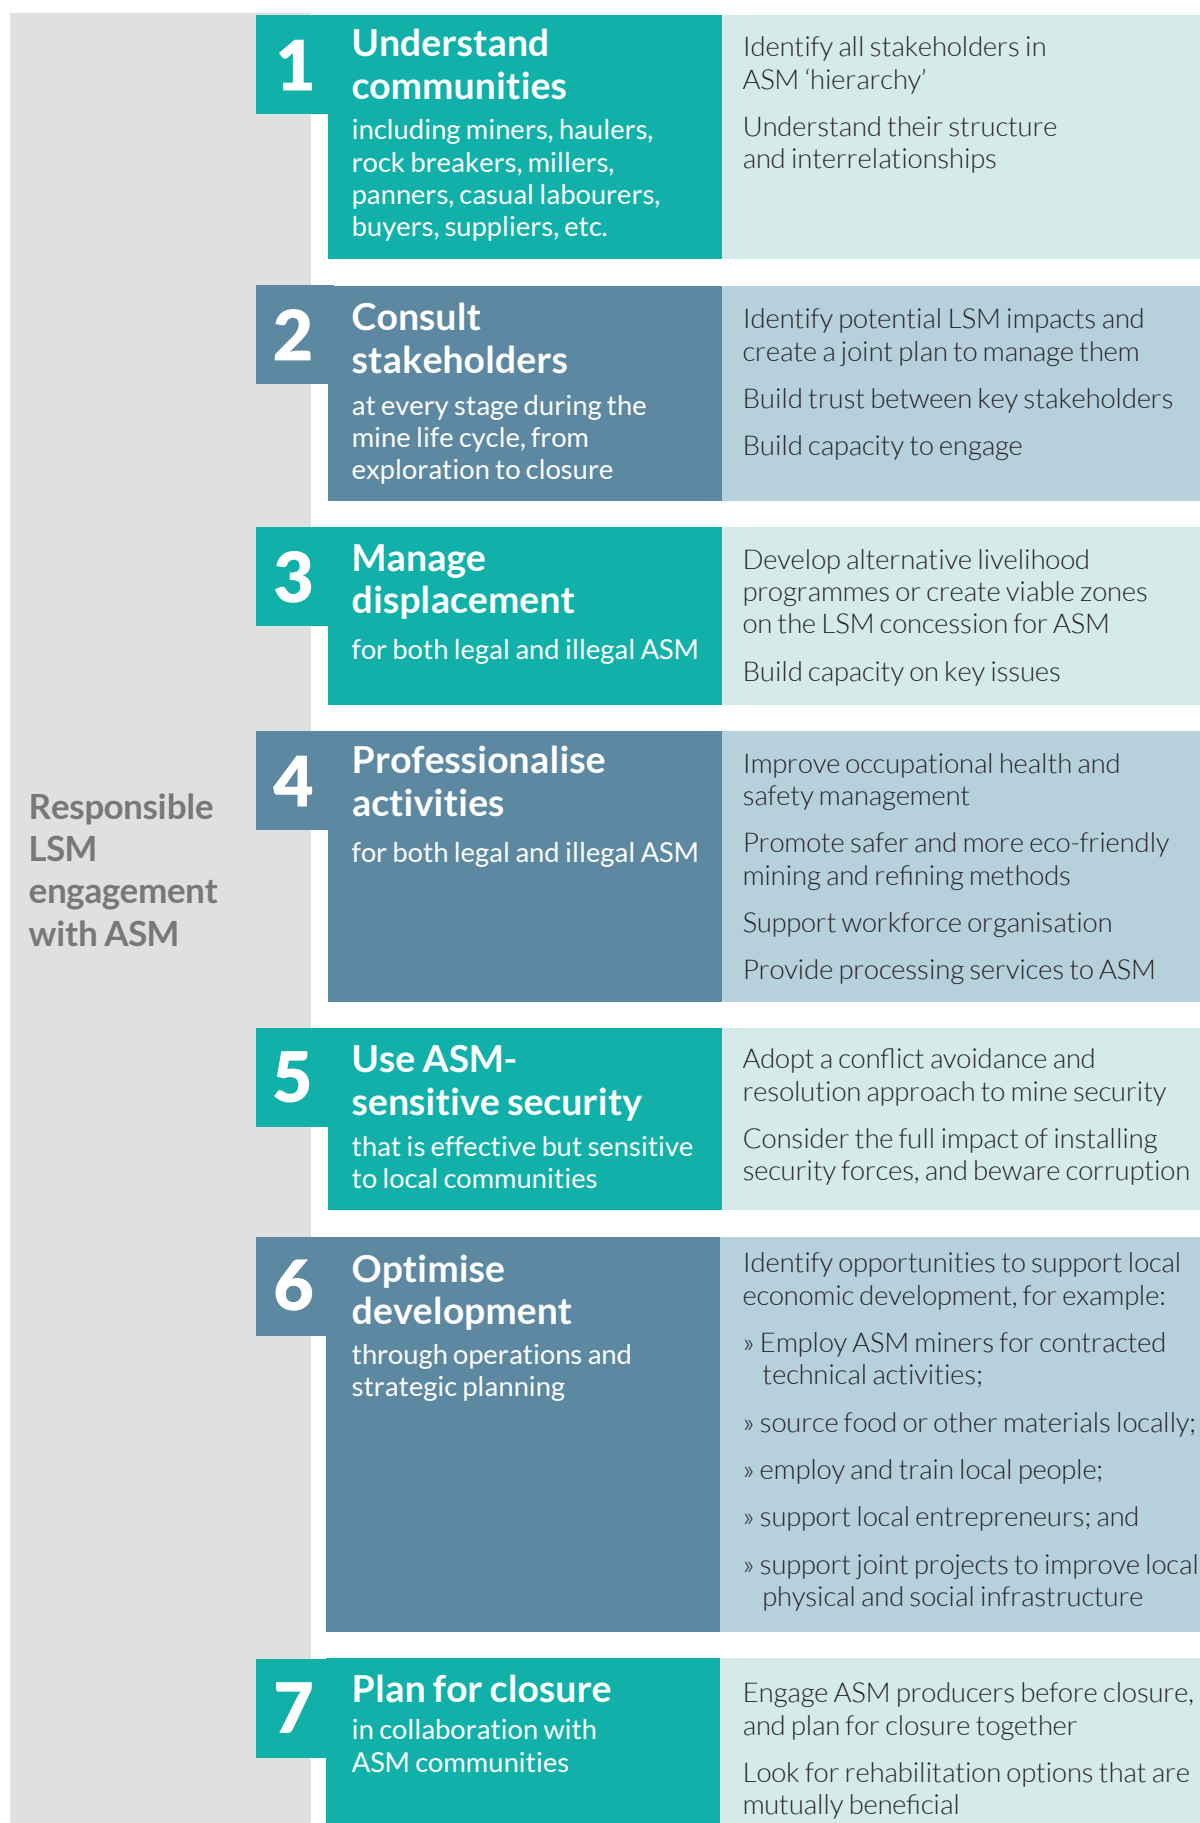 Responsible
LSM
engagement
with ASM
1
Understand
communities
including miners, haulers,
rock breakers, millers,
panners, casual labourers,
buyers, suppliers, etc.
Identify all stakeholders in
ASM ‘hierarchy’
Understand their structure
and interrelationships
2
Consult
stakeholders
at every stage during the
mine life cycle, from
exploration to closure
Identify potential LSM impacts and
create a joint plan to manage them
Build trust between key stakeholders
Build capacity to engage
3
Manage
displacement
for both legal and illegal ASM
Develop alternative livelihood
programmes or create viable zones
on the LSM concession for ASM
Build capacity on key issues
4
Professionalise
activities
for both legal and illegal ASM
Improve occupational health and
safety management
Promote safer and more eco-friendly
mining and refining methods
Support workforce organisation
Provide processing services to ASM
5
Use ASM-
sensitive security
that is effective but sensitive
to local communities
Adopt a conflict avoidance and
resolution approach to mine security
Consider the full impact of installing
security forces, and beware corruption
6
Optimise
development
through operations and
strategic planning
Identify opportunities to support local
economic development, for example:
» Employ ASM miners for contracted
technical activities;
» source food or other materials locally;
» employ and train local people;
» support local entrepreneurs; and
» support joint projects to improve local
physical and social infrastructure
7
Plan for closure
in collaboration with
ASM communities
Engage ASM producers before closure,
and plan for closure together
Look for rehabilitation options that are
mutually beneficial